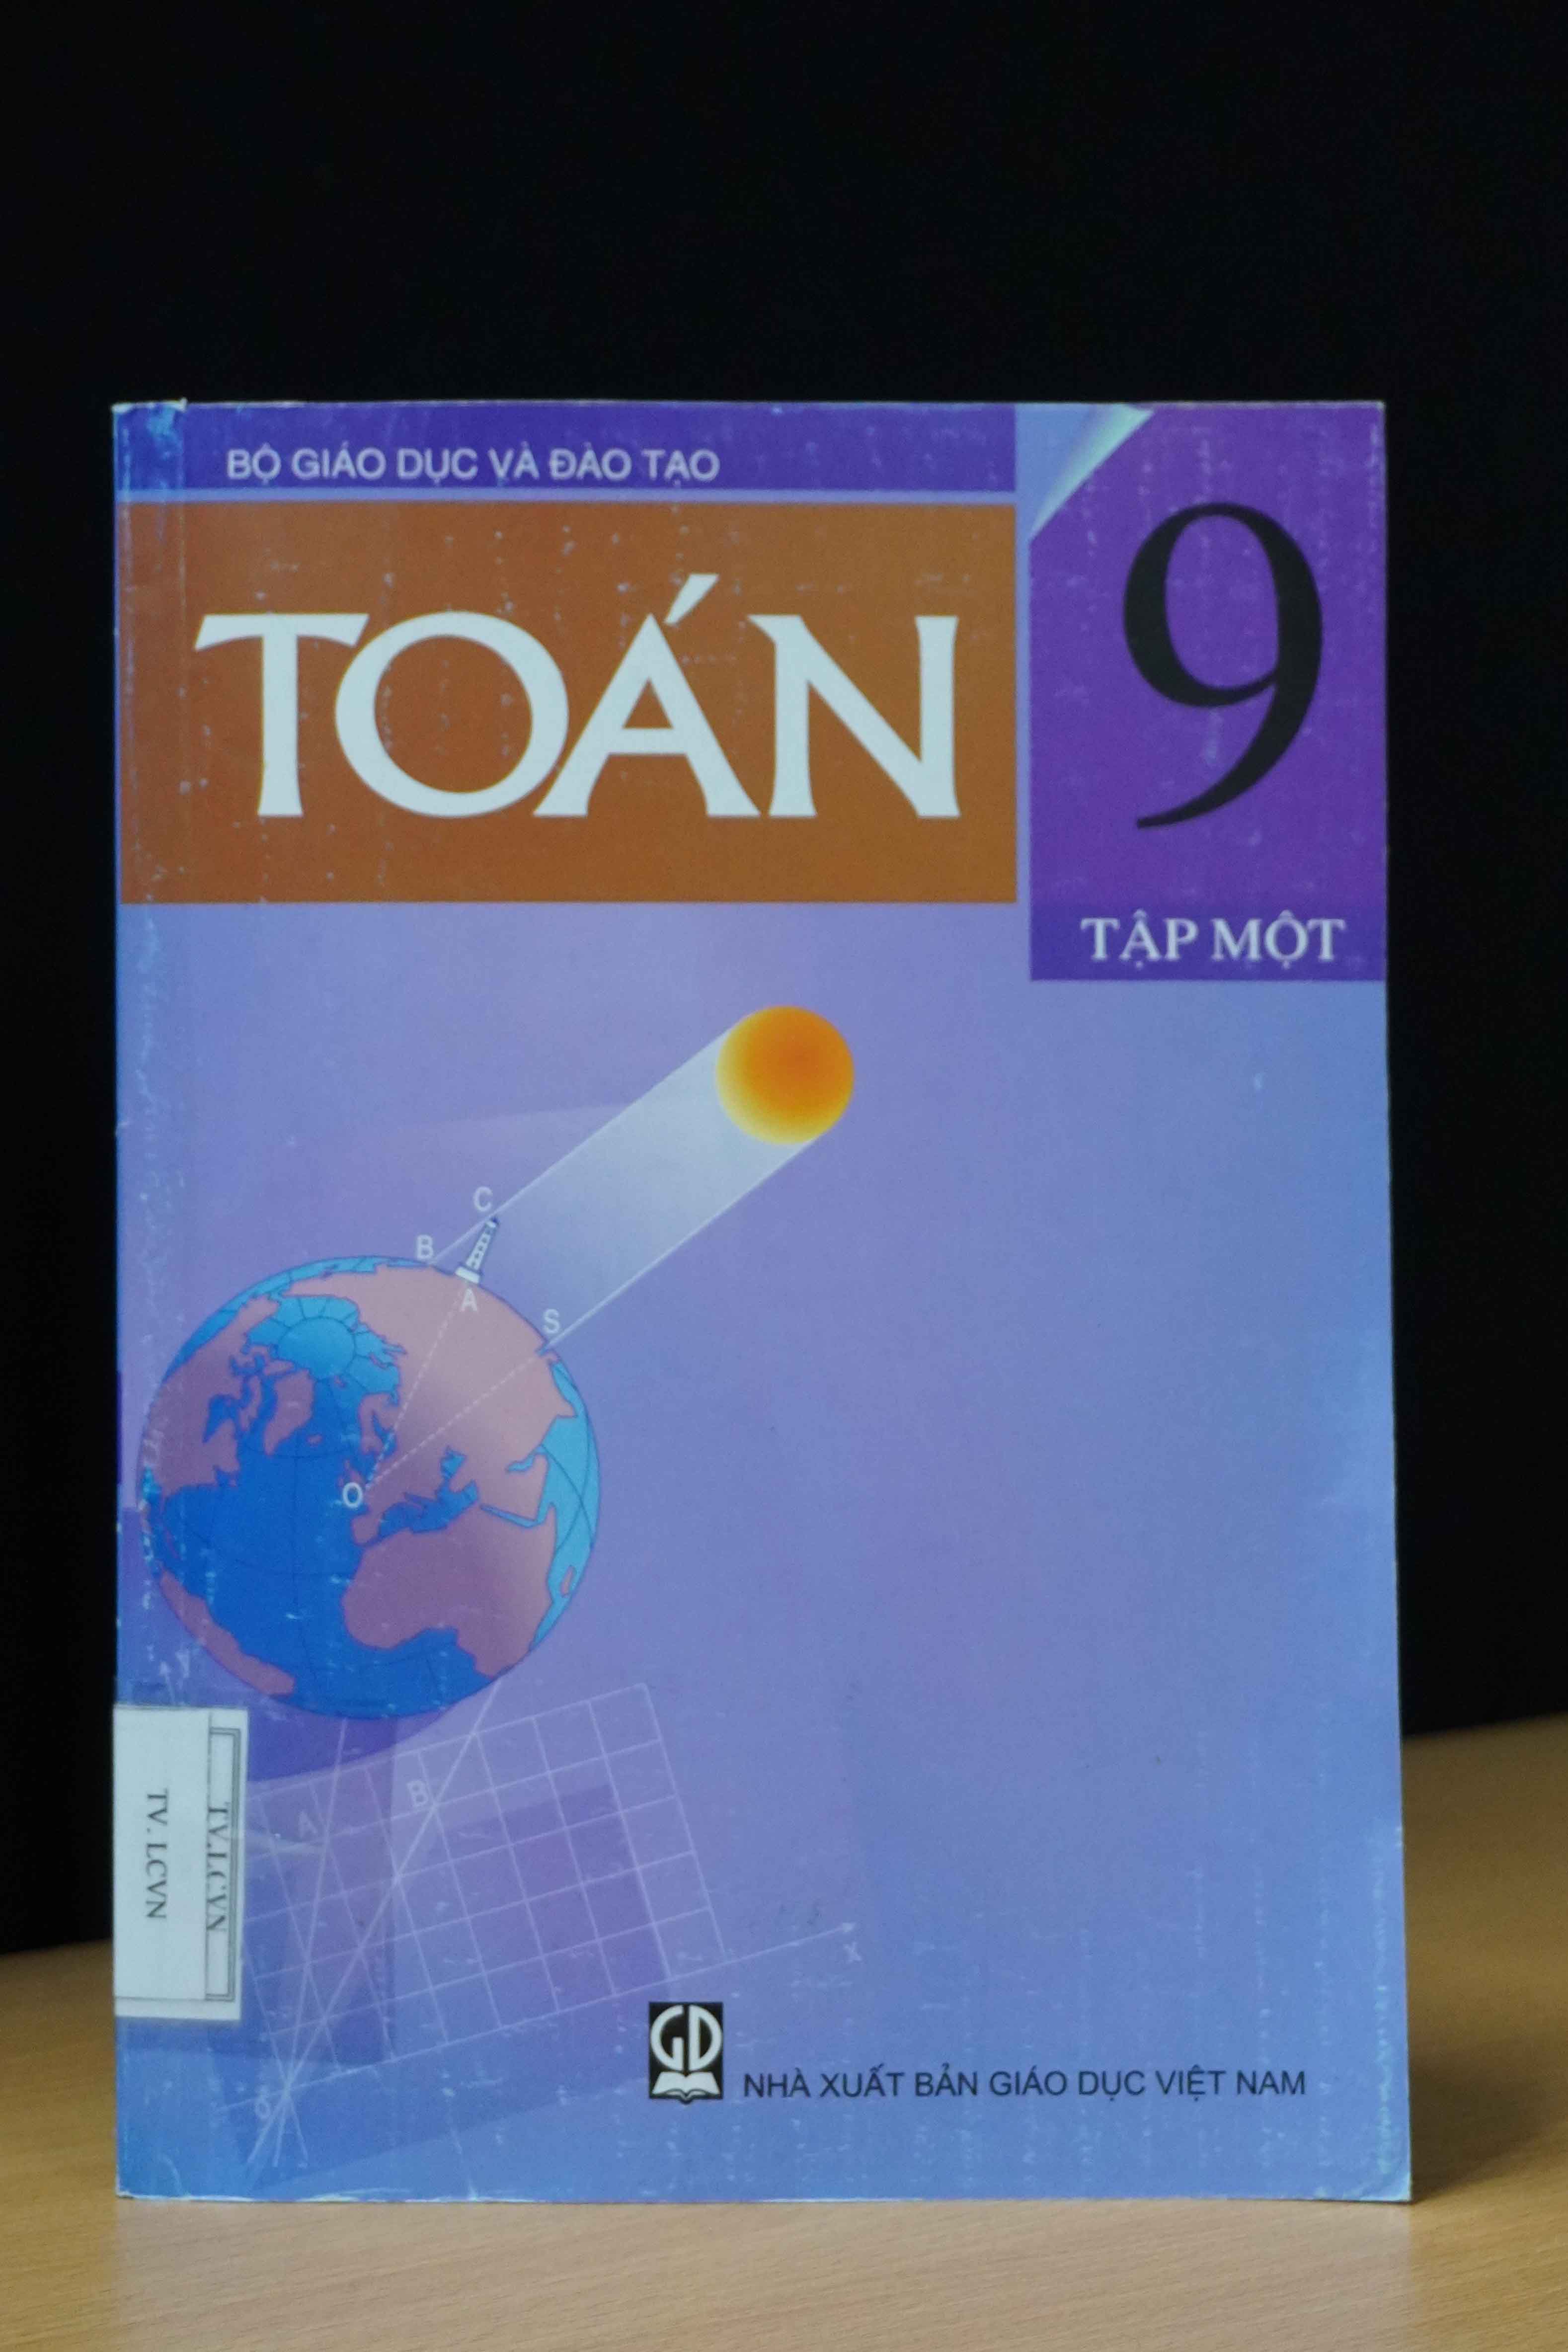 BỘ GIÁO DỤC VÀ ĐÀO TẠO
TOÁN
9
TẬP MỘT
C
B
A
S
O
y
A
B
x
O
TV.LCVN
TV.LCVN
GD
NHÀ XUẤT BẢN GIÁO DỤC VIỆT NAM